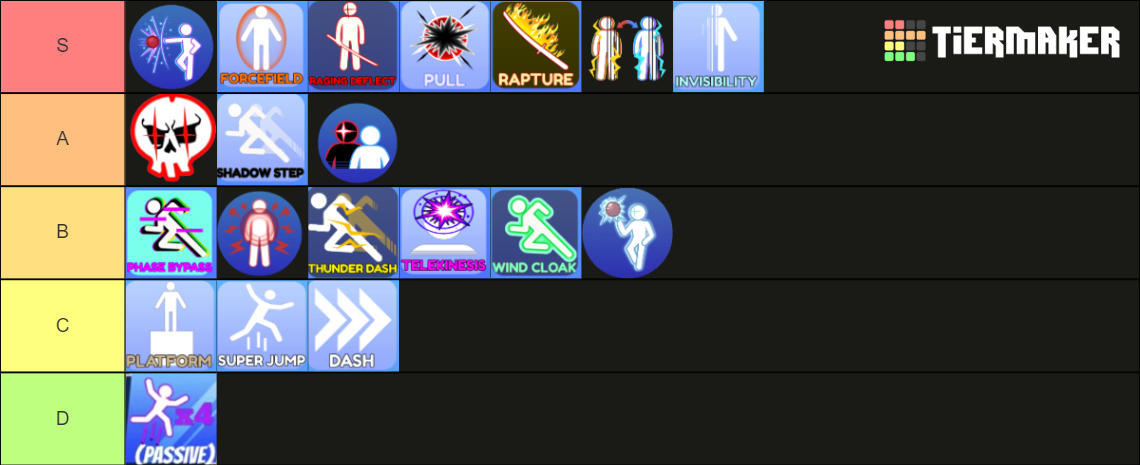 S
FORCEFIELD
RAGING DEFLECT
PULL
RAPTURE
INVISIBILITY
TiERMAKER
A
SHADOW STEP
B
PHASE BYPASS
THUNDER DASH
TELEKINESIS
WIND CLOAK
C
PLATFORM
SUPER JUMP
DASH
D
x4
(PASSIVE)